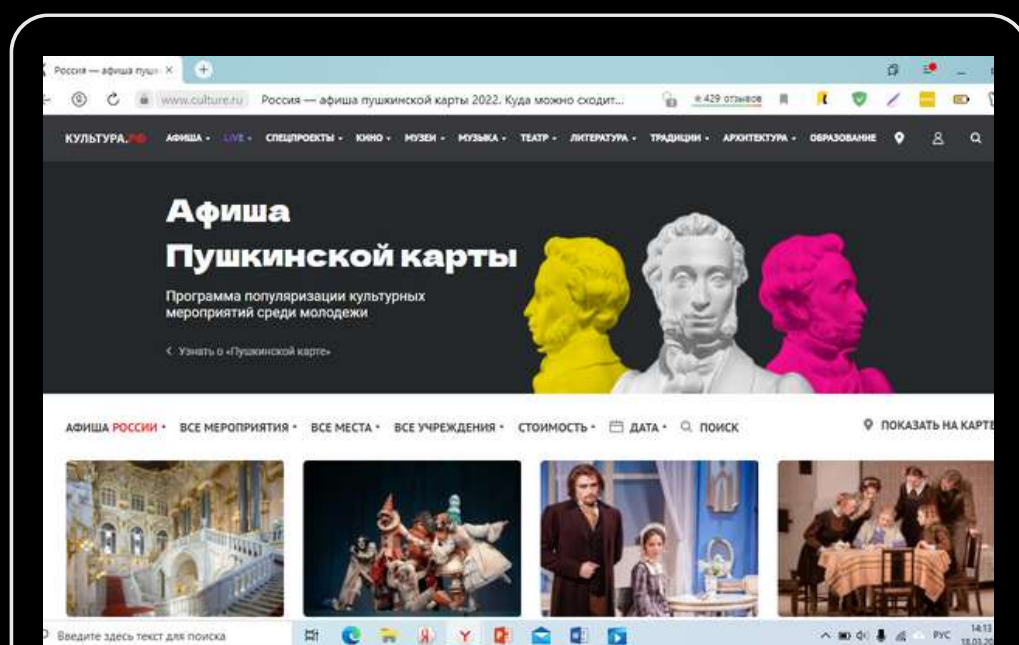 Россия — афиша пушк
www.culture.ru Россия — афиша пушкинской карты 2022. Куда можно сходит... 429 отзывов
КУЛЬТУРА.РФ АФИША LIVE СПЕЦПРОЕКТЫ КИНО МУЗЕИ МУЗЫКА ТЕАТР ЛИТЕРАТУРА ТРАДИЦИИ АРХИТЕКТУРА ОБРАЗОВАНИЕ
Афиша
Пушкинской карты
Программа популяризации культурных
мероприятий среди молодежи
Узнать о «Пушкинской карте»
АФИША РОССИИ ВСЕ МЕРОПРИЯТИЯ ВСЕ МЕСТА ВСЕ УЧРЕЖДЕНИЯ СТОИМОСТЬ ДАТА ПОИСК ПОКАЗАТЬ НА КАРТЕ
Введите здесь текст для поиска
РУС
14:13
18.03.20